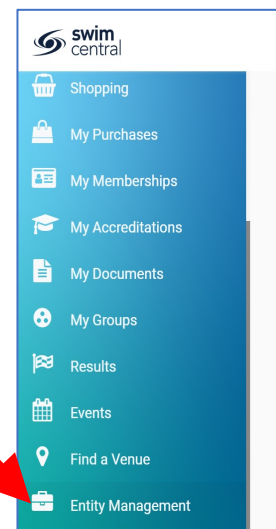 swim
central
Shopping
My Purchases
My Memberships
My Accreditations
My Documents
My Groups
Results
Events
Find a Venue
Entity Management